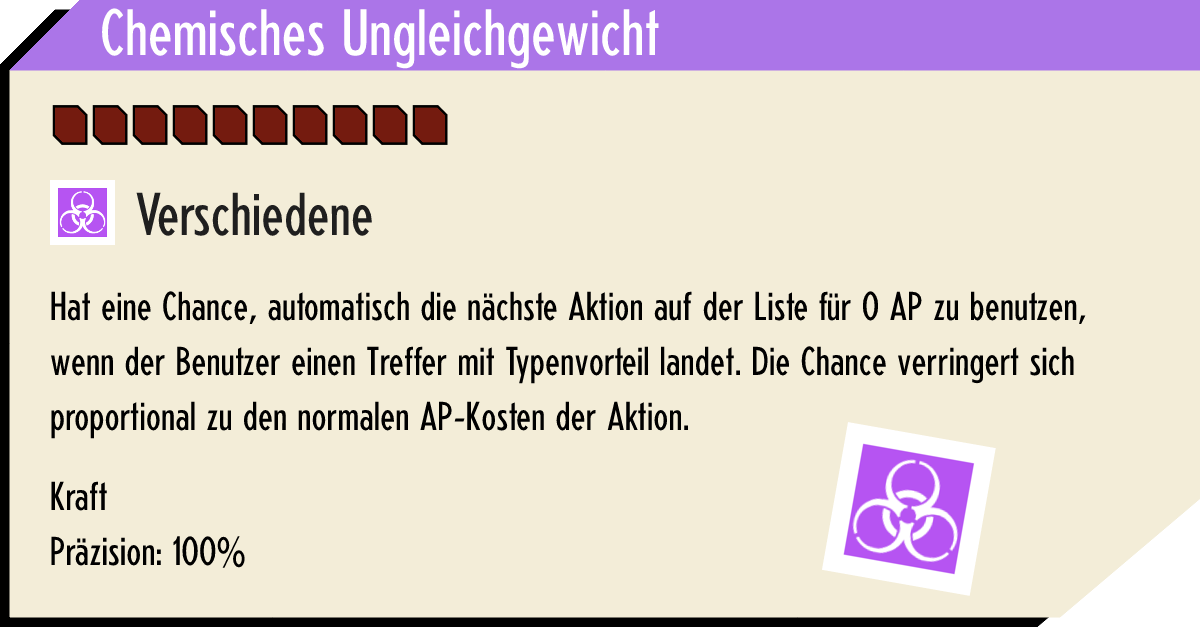 Chemisches Ungleichgewicht
Verschiedene
Hat eine Chance, automatisch die nächste Aktion auf der Liste für 0 AP zu benutzen,
wenn der Benutzer einen Treffer mit Typenvorteil landet. Die Chance verringert sich
proportional zu den normalen AP-Kosten der Aktion.
Kraft
Präzision: 100%